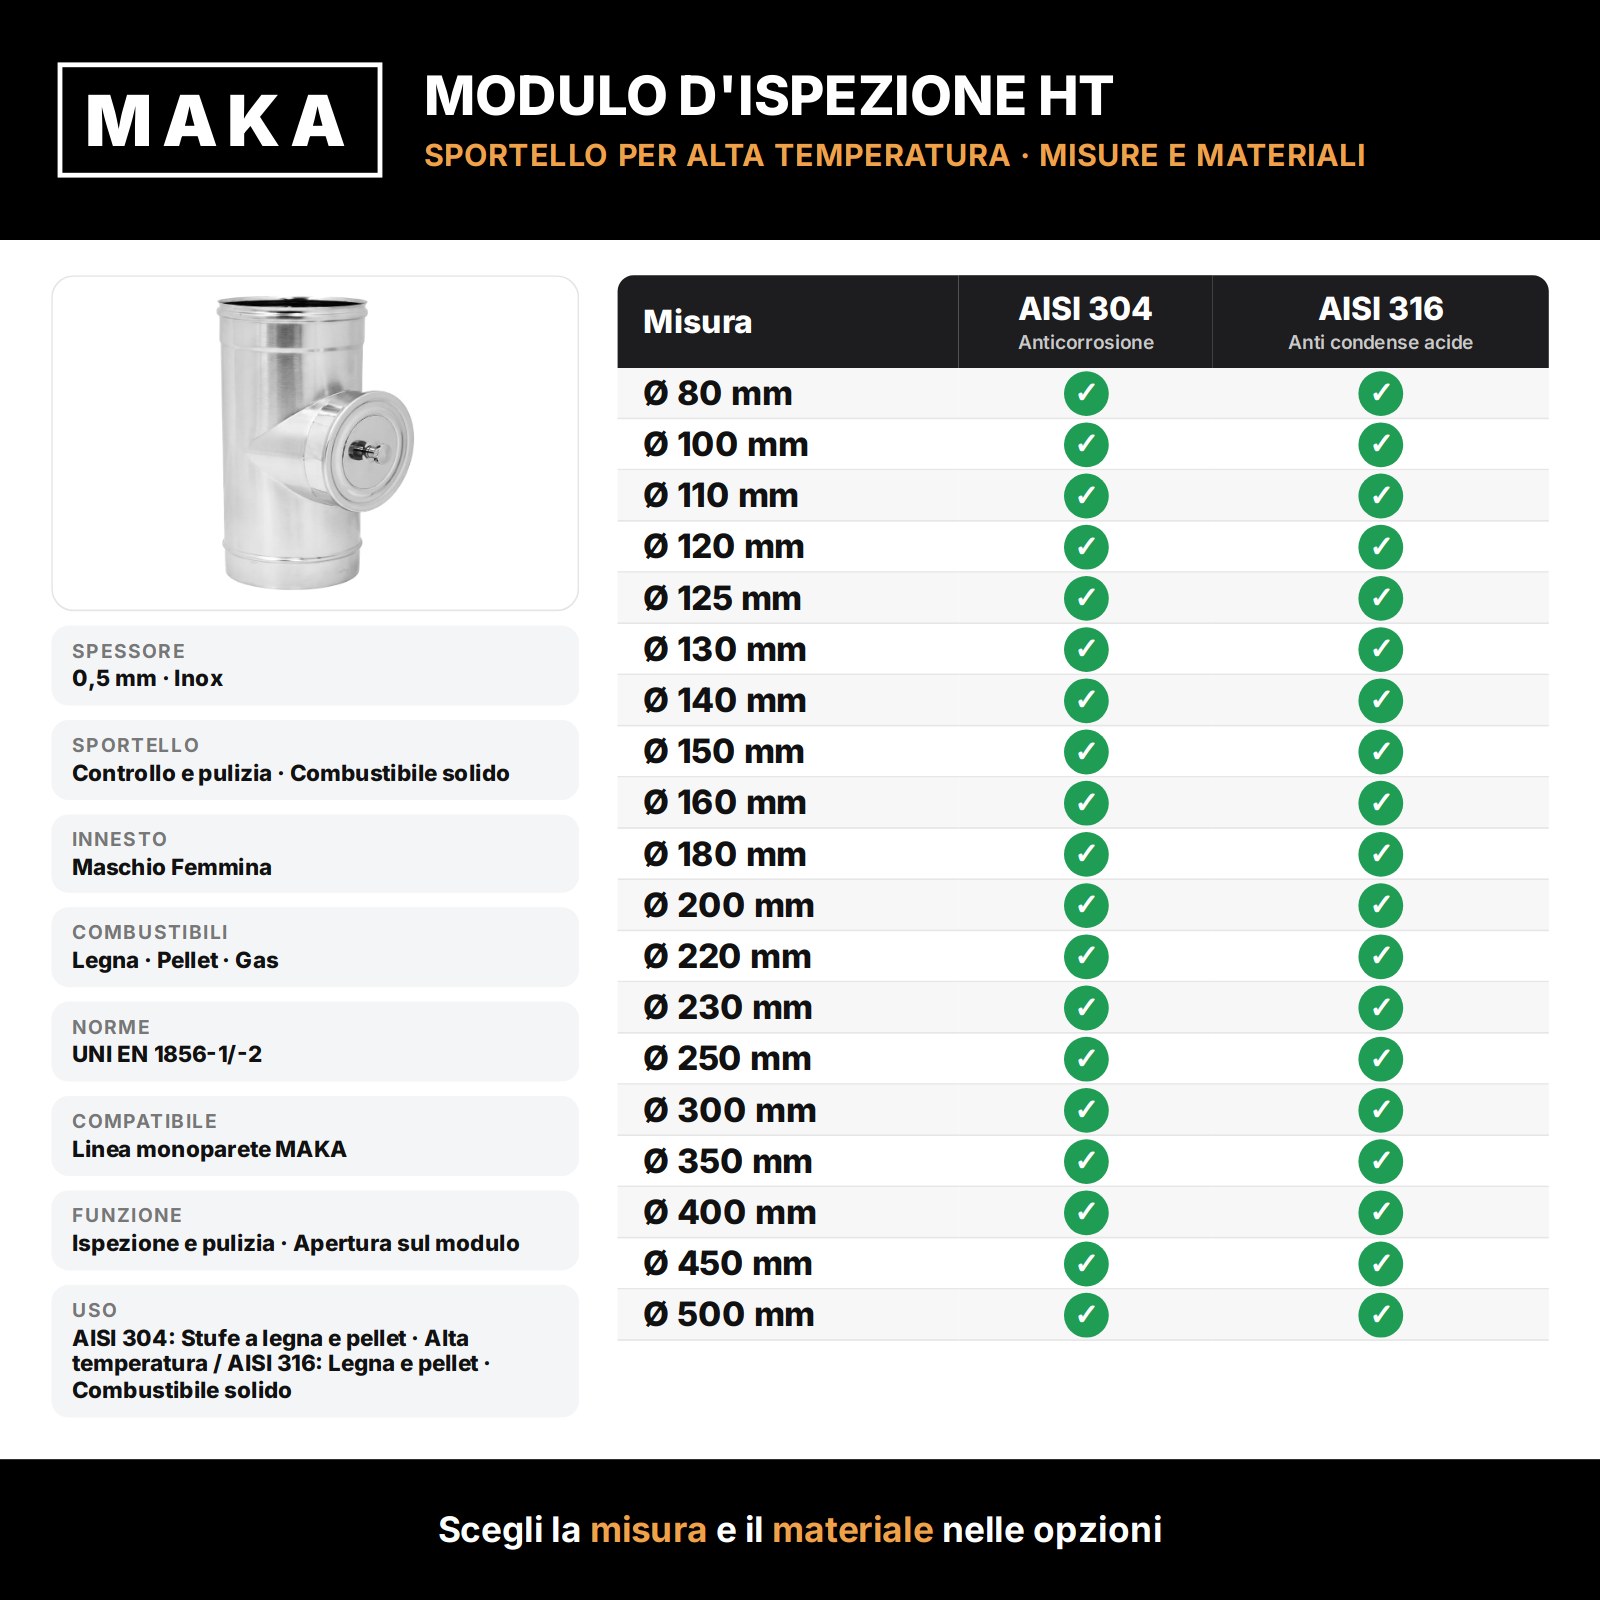 MAKA
MODULO D'ISPEZIONE HT
SPORTELLO PER ALTA TEMPERATURA · MISURE E MATERIALI
SPESSORE
0,5 mm · Inox
SPORTELLO
Controllo e pulizia · Combustibile solido
INNESTO
Maschio Femmina
COMBUSTIBILI
Legna · Pellet · Gas
NORME
UNI EN 1856-1/-2
COMPATIBILE
Linea monoparete MAKA
FUNZIONE
Ispezione e pulizia · Apertura sul modulo
USO
AISI 304: Stufe a legna e pellet · Alta
temperatura / AISI 316: Legna e pellet ·
Combustibile solido
Misura AISI 304 AISI 316
Anticorrosione Anti condense acide
Ø 80 mm ✓ ✓
Ø 100 mm ✓ ✓
Ø 110 mm ✓ ✓
Ø 120 mm ✓ ✓
Ø 125 mm ✓ ✓
Ø 130 mm ✓ ✓
Ø 140 mm ✓ ✓
Ø 150 mm ✓ ✓
Ø 160 mm ✓ ✓
Ø 180 mm ✓ ✓
Ø 200 mm ✓ ✓
Ø 220 mm ✓ ✓
Ø 230 mm ✓ ✓
Ø 250 mm ✓ ✓
Ø 300 mm ✓ ✓
Ø 350 mm ✓ ✓
Ø 400 mm ✓ ✓
Ø 450 mm ✓ ✓
Ø 500 mm ✓ ✓
Scegli la misura e il materiale nelle opzioni